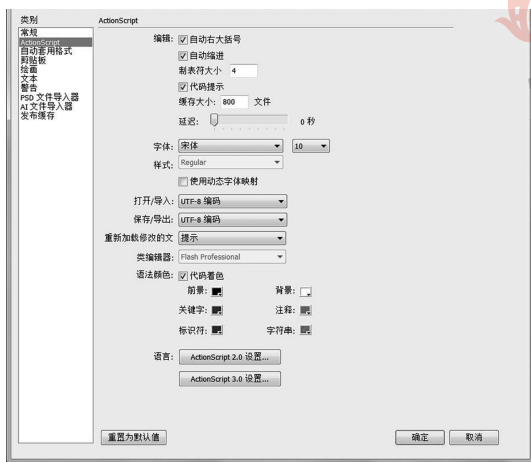 类别
常规
ActionScript
自动套用格式
剪贴板
绘画
文本
警告
PSD 文件导入器
AI 文件导入器
发布缓存
ActionScript
编辑: 自动右大括号
自动缩进
制表符大小 4
代码提示
缓存大小: 800 文件
延迟: 0 秒
字体: 宋体 10
样式: Regular
使用动态字体映射
打开/导入: UTF-8 编码
保存/导出: UTF-8 编码
重新加载修改的文 提示
类编辑器: Flash Professional
语法颜色: 代码着色
前景: 背景:
关键字: 注释:
标识符: 字符串:
语言: ActionScript 2.0 设置...
ActionScript 3.0 设置...
重置为默认值 确定 取消